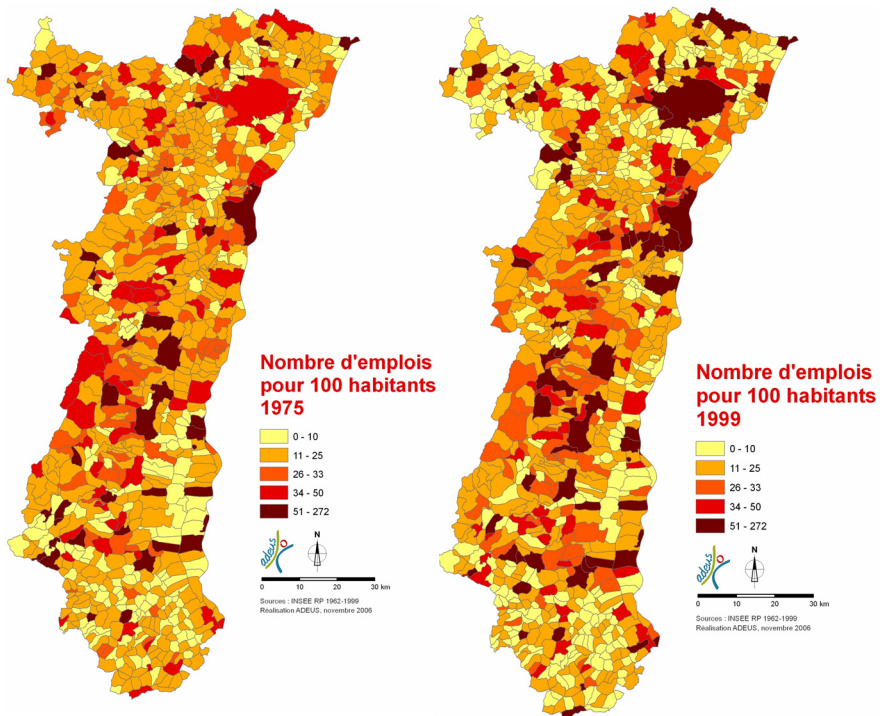 Nombre d'emplois
pour 100 habitants
1975
0 - 10
11 - 25
26 - 33
34 - 50
51 - 272
adeus
N
0 10 20 30 km
Sources : INSEE RP 1962-1999
Réalisation ADEUS, novembre 2006
Nombre d'emplois
pour 100 habitants
1999
0 - 10
11 - 25
26 - 33
34 - 50
51 - 272
adeus
N
0 10 20 30 km
Sources : INSEE RP 1962-1999
Réalisation ADEUS, novembre 2006